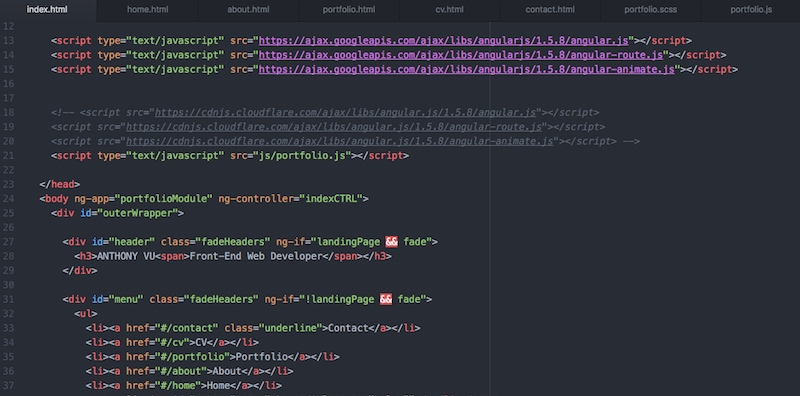 index.html home.html about.html portfolio.html cv.html contact.html portfolio.scss portfolio.js
12
13 <script type="text/javascript" src="https://ajax.googleapis.com/ajax/libs/angularjs/1.5.8/angular.js"></script>
14 <script type="text/javascript" src="https://ajax.googleapis.com/ajax/libs/angularjs/1.5.8/angular-route.js"></script>
15 <script type="text/javascript" src="https://ajax.googleapis.com/ajax/libs/angularjs/1.5.8/angular-animate.js"></script>
16
17
18 <!-- <script src="https://cdnjs.cloudflare.com/ajax/libs/angular.js/1.5.8/angular.js"></script>
19 <script src="https://cdnjs.cloudflare.com/ajax/libs/angular.js/1.5.8/angular-route.js"></script>
20 <script src="https://cdnjs.cloudflare.com/ajax/libs/angular.js/1.5.8/angular-animate.js"></script> -->
21 <script type="text/javascript" src="js/portfolio.js"></script>
22
23 </head>
24 <body ng-app="portfolioModule" ng-controller="indexCTRL">
25 <div id="outerWrapper">
26
27 <div id="header" class="fadeHeaders" ng-if="landingPage && fade">
28 <h3>ANTHONY VU<span>Front-End Web Developer</span></h3>
29 </div>
30
31 <div id="menu" class="fadeHeaders" ng-if="!landingPage && fade">
32 <ul>
33 <li><a href="#/contact" class="underline">Contact</a></li>
34 <li><a href="#/cv">CV</a></li>
35 <li><a href="#/portfolio">Portfolio</a></li>
36 <li><a href="#/about">About</a></li>
37 <li><a href="#/home">Home</a></li>